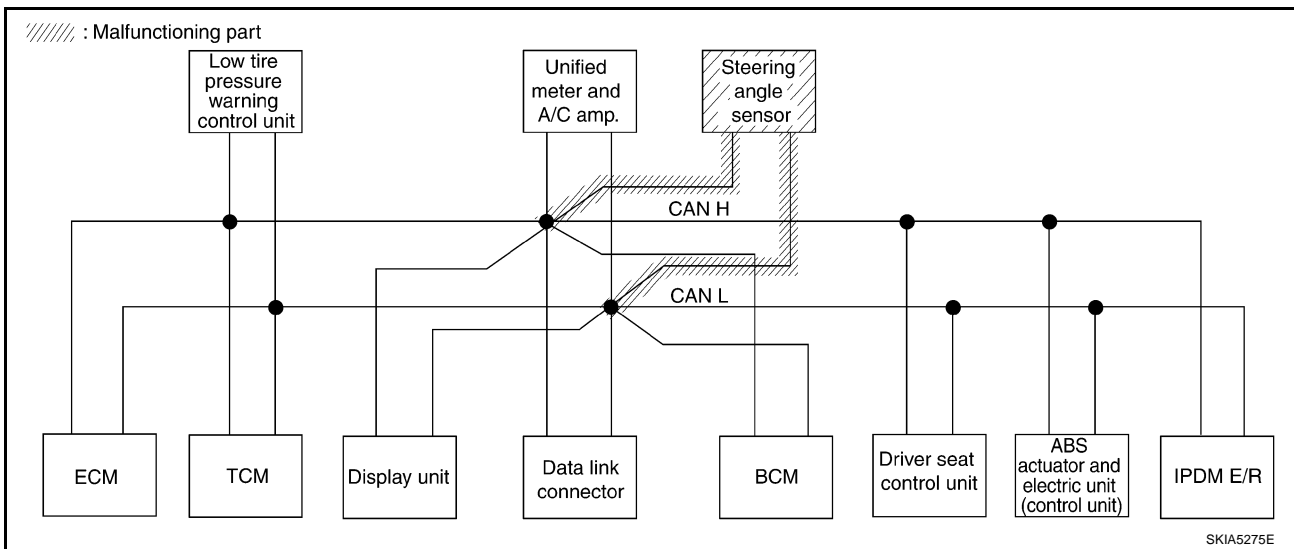 : Malfunctioning part
Low tire
pressure
warning
control unit
Unified
meter and
A/C amp.
Steering
angle
sensor
CAN H
CAN L
ECM
TCM
Display unit
Data link
connector
BCM
Driver seat
control unit
ABS
actuator and
electric unit
(control unit)
IPDM E/R
SKIA5275E